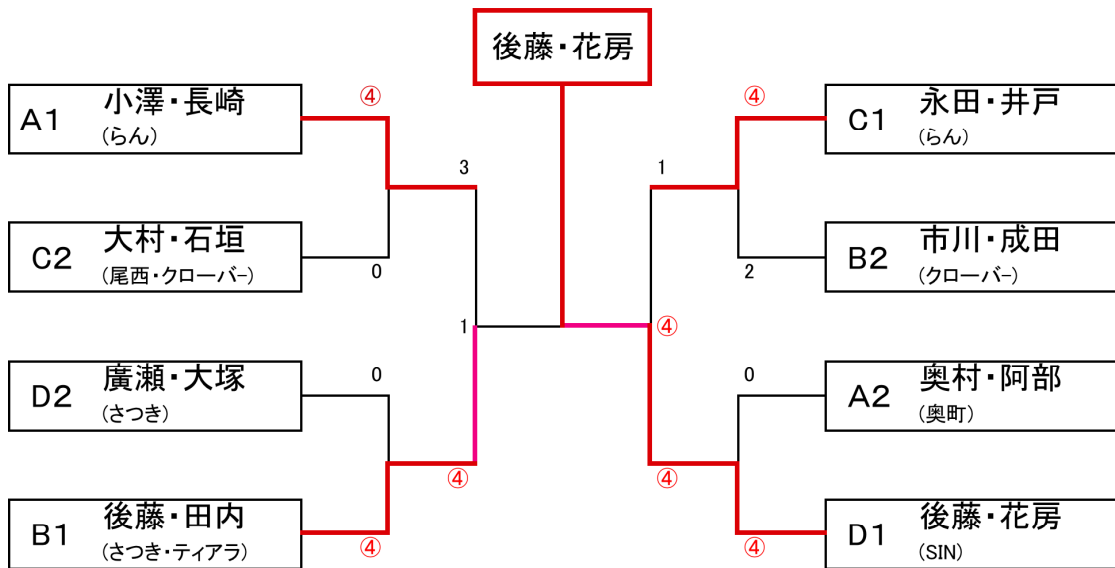 後藤・花房
A1
小澤・長崎
(らん)
④
3
C2
大村・石垣
(尾西・クローバー)
0
1
D2
廣瀬・大塚
(さつき)
0
④
B1
後藤・田内
(さつき・ティアラ)
④
④
C1
永田・井戸
(らん)
1
2
B2
市川・成田
(クローバー)
④
0
A2
奥村・阿部
(奥町)
④
④
D1
後藤・花房
(SIN)